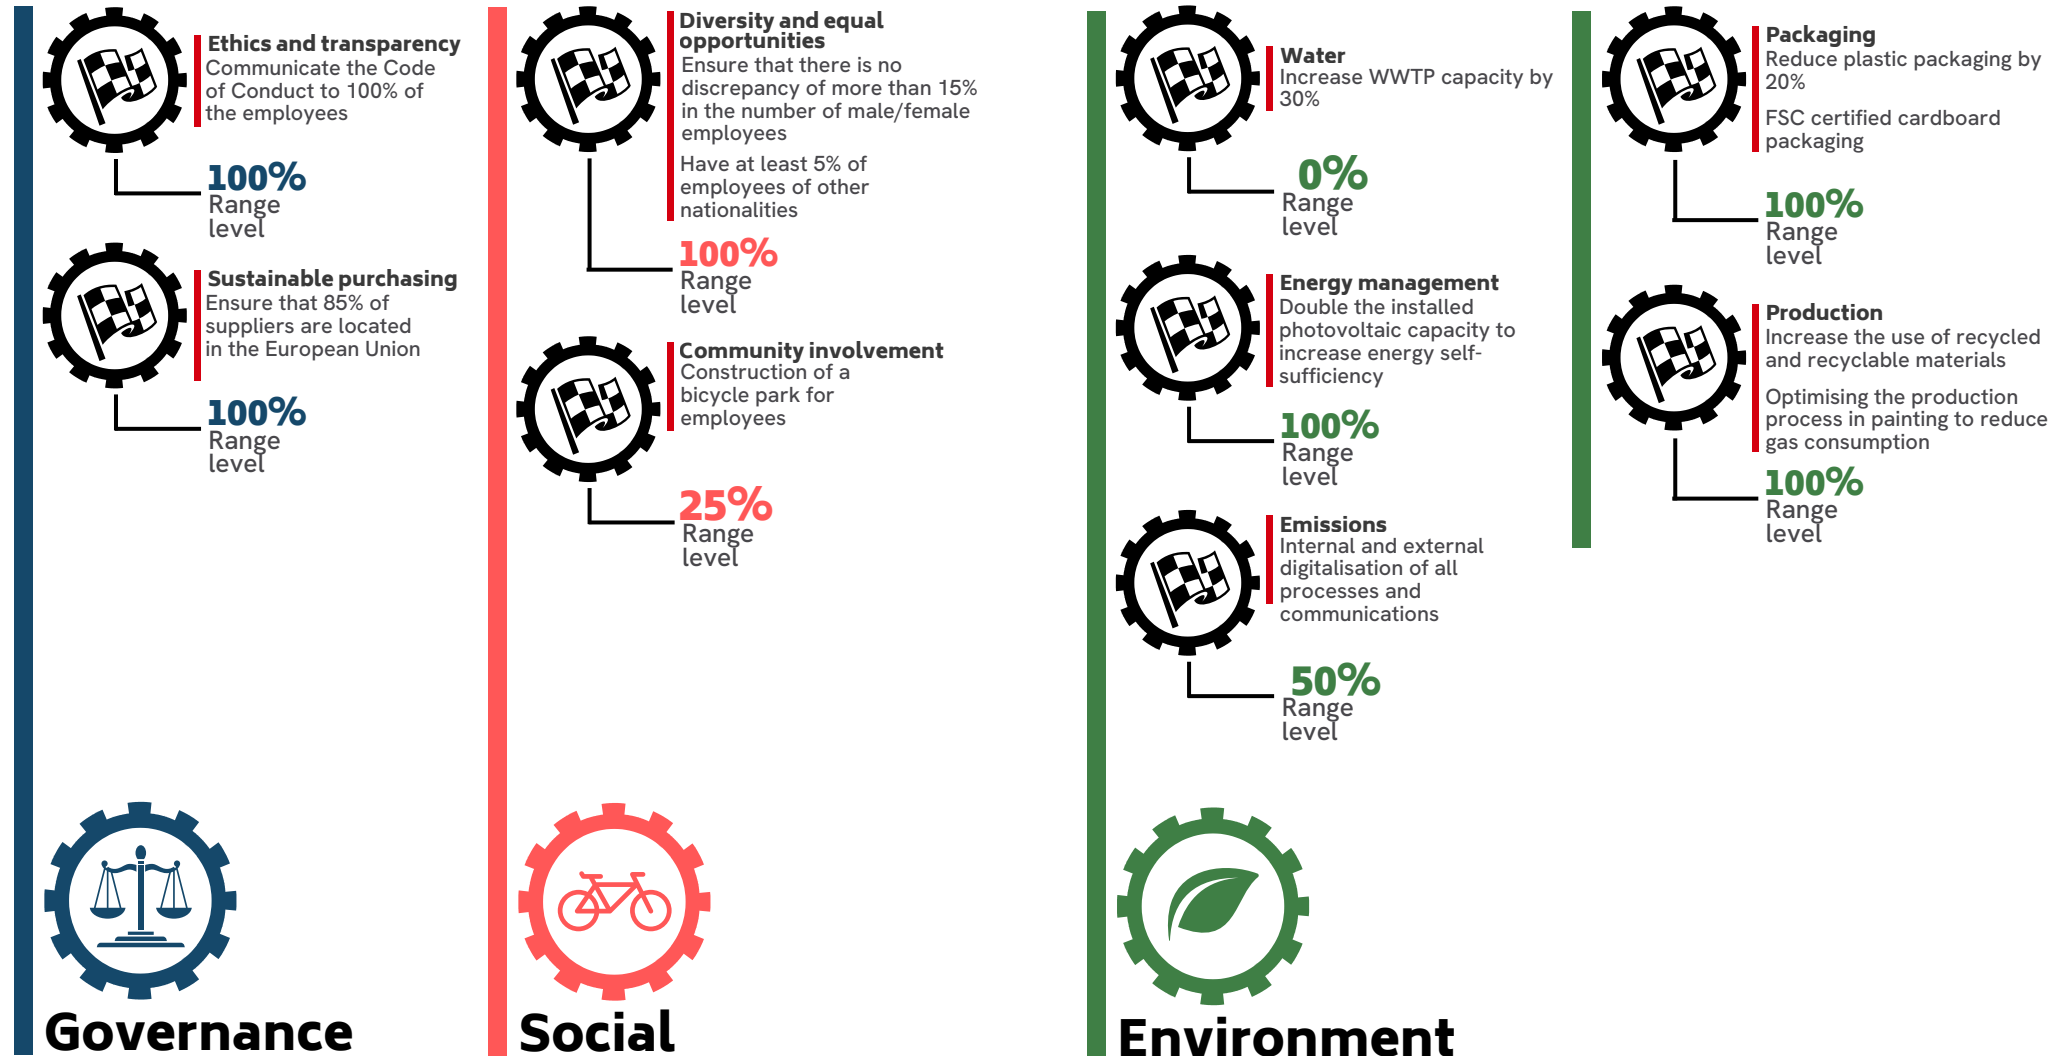 Ethics and transparency
Communicate the Code
of Conduct to 100% of
the employees
100%
Range
level
Sustainable purchasing
Ensure that 85% of
suppliers are located
in the European Union
100%
Range
level
Governance
Diversity and equal
opportunities
Ensure that there is no
discrepancy of more than 15%
in the number of male/female
employees
Have at least 5% of
employees of other
nationalities
100%
Range
level
Community involvement
Construction of a
bicycle park for
employees
25%
Range
level
Social
Water
Increase WWTP capacity by
30%
0%
Range
level
Energy management
Double the installed
photovoltaic capacity to
increase energy self-
sufficiency
100%
Range
level
Emissions
Internal and external
digitalisation of all
processes and
communications
50%
Range
level
Packaging
Reduce plastic packaging by
20%
FSC certified cardboard
packaging
100%
Range
level
Production
Increase the use of recycled
and recyclable materials
Optimising the production
process in painting to reduce
gas consumption
100%
Range
level
Environment